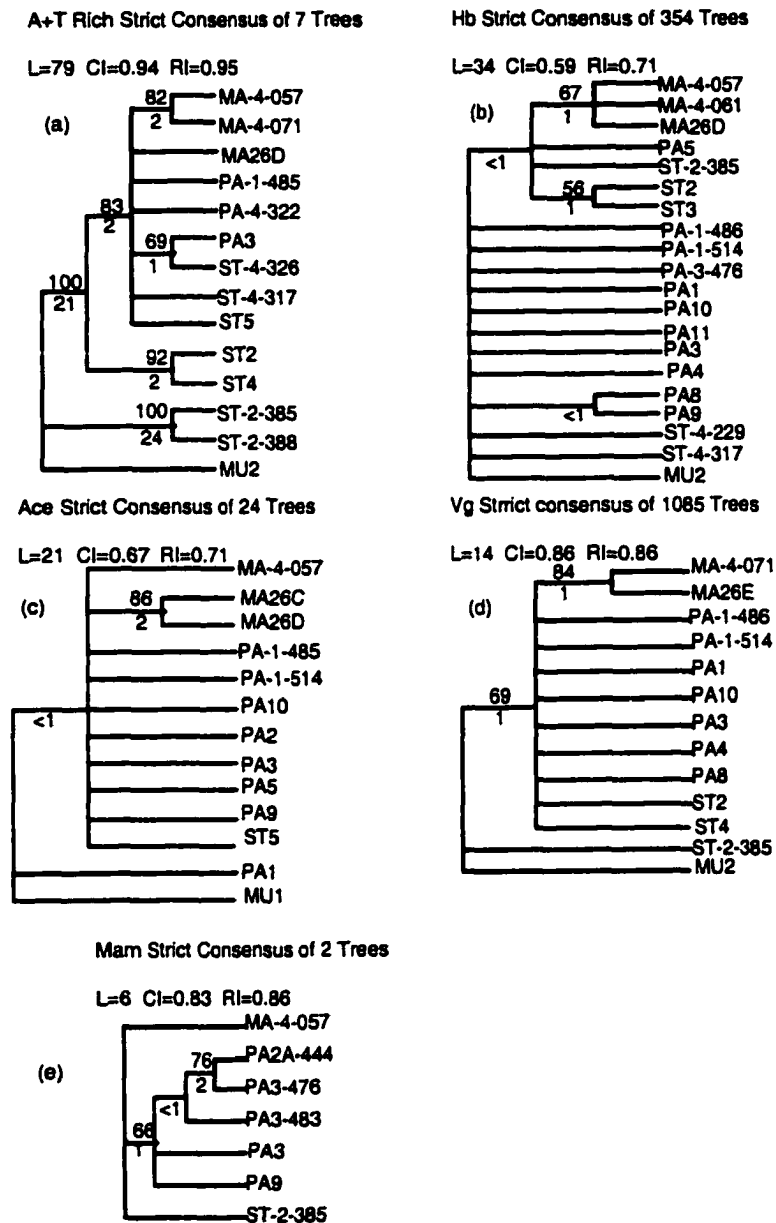 A+T Rich Strict Consensus of 7 Trees
L=79 CI=0.94 RI=0.95
(a)
82
2
MA-4-057
MA-4-071
MA26D
PA-1-485
PA-4-322
83
2
69
1
PA3
ST-4-326
ST-4-317
ST5
100
21
92
2
ST2
ST4
100
24
ST-2-385
ST-2-388
MU2
Hb Strict Consensus of 354 Trees
L=34 CI=0.59 RI=0.71
(b)
67
1
MA-4-057
MA-4-061
MA26D
<1
PA5
ST-2-385
56
1
ST2
ST3
PA-1-486
PA-1-514
PA-3-476
PA1
PA10
PA11
PA3
PA4
<1
PA8
PA9
ST-4-229
ST-4-317
MU2
Ace Strict Consensus of 24 Trees
L=21 CI=0.67 RI=0.71
(c)
MA-4-057
86
2
MA26C
MA26D
PA-1-485
PA-1-514
<1
PA10
PA2
PA3
PA5
PA9
ST5
PA1
MU1
Vg Strrict consensus of 1085 Trees
L=14 CI=0.86 RI=0.86
(d)
84
1
MA-4-071
MA26E
PA-1-486
PA-1-514
PA1
69
1
PA10
PA3
PA4
PA8
ST2
ST4
ST-2-385
MU2
Mam Strict Consensus of 2 Trees
L=6 CI=0.83 RI=0.86
(e)
MA-4-057
76
2
PA2A-444
PA3-476
<1
PA3-483
66
1
PA3
PA9
ST-2-385